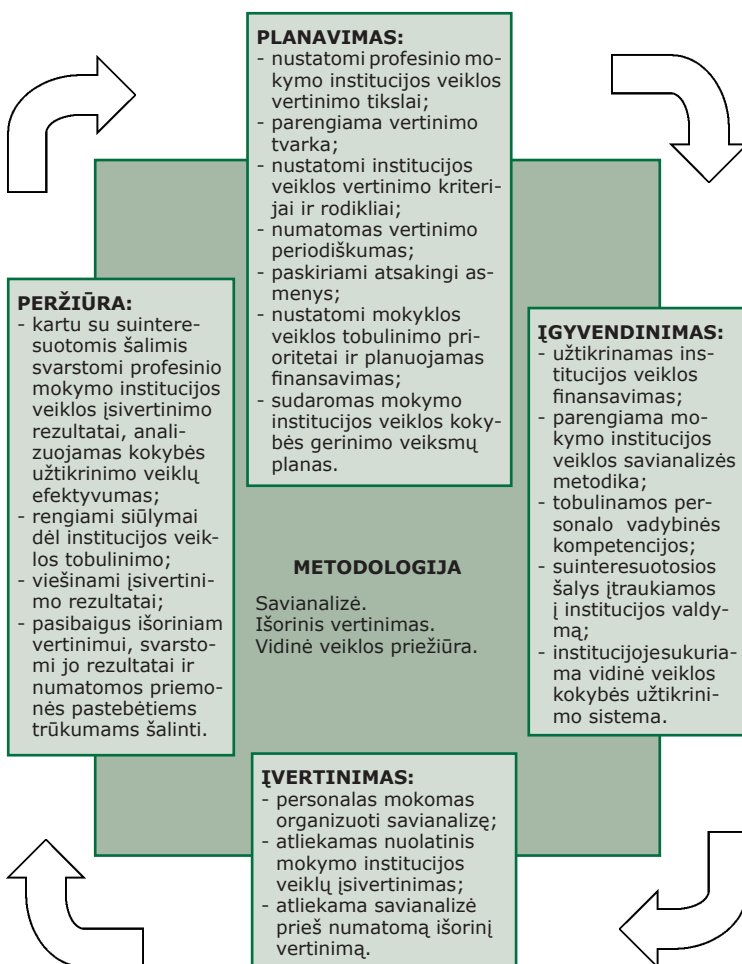 PLANAVIMAS:
- nustatomi profesinio mo-
kymo institucijos veiklos
vertinimo tikslai;
- parengiama vertinimo
tvarka;
- nustatomi institucijos
veiklos vertinimo kriteri-
jai ir rodikliai;
- numatomas vertinimo
periodiškumas;
- paskiriami atsakingi as-
menys;
- nustatomi mokyklos
veiklos tobulinimo pri-
oritetai ir planuojamas
finansavimas;
- sudaromas mokymo
institucijos veiklos koky-
bės gerinimo veiksmų
planas.
PERŽIŪRA:
- kartu su suintere-
suotomis šalimis
svarstomi profesinio
mokymo institucijos
veiklos įsivertinimo
rezultatai, anali-
zuojamas kokybės
užtikrinimo veiklų
efektyvumas;
- rengiami siūlymai
dėl institucijos veik-
los tobulinimo;
- viešinami įsivertini-
mo rezultatai;
- pasibaigus išoriniam
vertinimui, svarsto-
mi jo rezultatai ir
numatomos priemo-
nės pastebėtiems
trūkumams šalinti.
METODOLOGIJA
Savianalizė.
Išorinis vertinimas.
Vidinė veiklos priežiūra.
ĮGYVENDINIMAS:
- užtikrinamas ins-
titucijos veiklos
finansavimas;
- parengiama mo-
kymo institucijos
veiklos savianalizės
metodika;
- tobulinamos per-
sonalo vadybinės
kompetencijos;
- suinteresuotosios
šalys įtraukiamos
į institucijos valdy-
mą;
- institucijojesukuria-
ma vidinė veiklos
kokybės užtikrini-
mo sistema.
ĮVERTINIMAS:
- personalas mokomas
organizuoti savianalizę;
- atliekamas nuolatinis
mokymo institucijos
veiklų įsivertinimas;
- atliekama savianalizė
prieš numatomą išorinį
vertinimą.